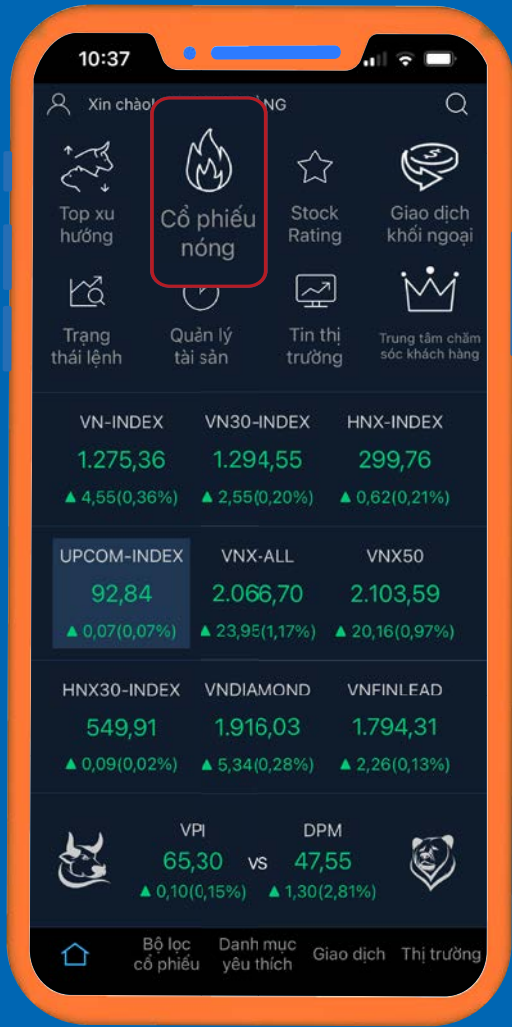 10:37
Xin chào!
NG
Top xu
hướng
Cổ phiếu
nóng
Stock
Rating
Giao dịch
khối ngoại
Trạng
thái lệnh
Quản lý
tài sản
Tin thị
trường
Trung tâm chăm
sóc khách hàng
VN-INDEX VN30-INDEX HNX-INDEX
1.275,36 1.294,55 299,76
▲ 4,55(0,36%) ▲ 2,55(0,20%) ▲ 0,62(0,21%)
UPCOM-INDEX VNX-ALL VNX50
92,84 2.066,70 2.103,59
▲ 0,07(0,07%) ▲ 23,95(1,17%) ▲ 20,16(0,97%)
HNX30-INDEX VNDIAMOND VNFINLEAD
549,91 1.916,03 1.794,31
▲ 0,09(0,02%) ▲ 5,34(0,28%) ▲ 2,26(0,13%)
VPI DPM
65,30 vs 47,55
▲ 0,10(0,15%) ▲ 1,30(2,81%)
Bộ lọc
cổ phiếu
Danh mục
yêu thích
Giao dịch
Thị trường